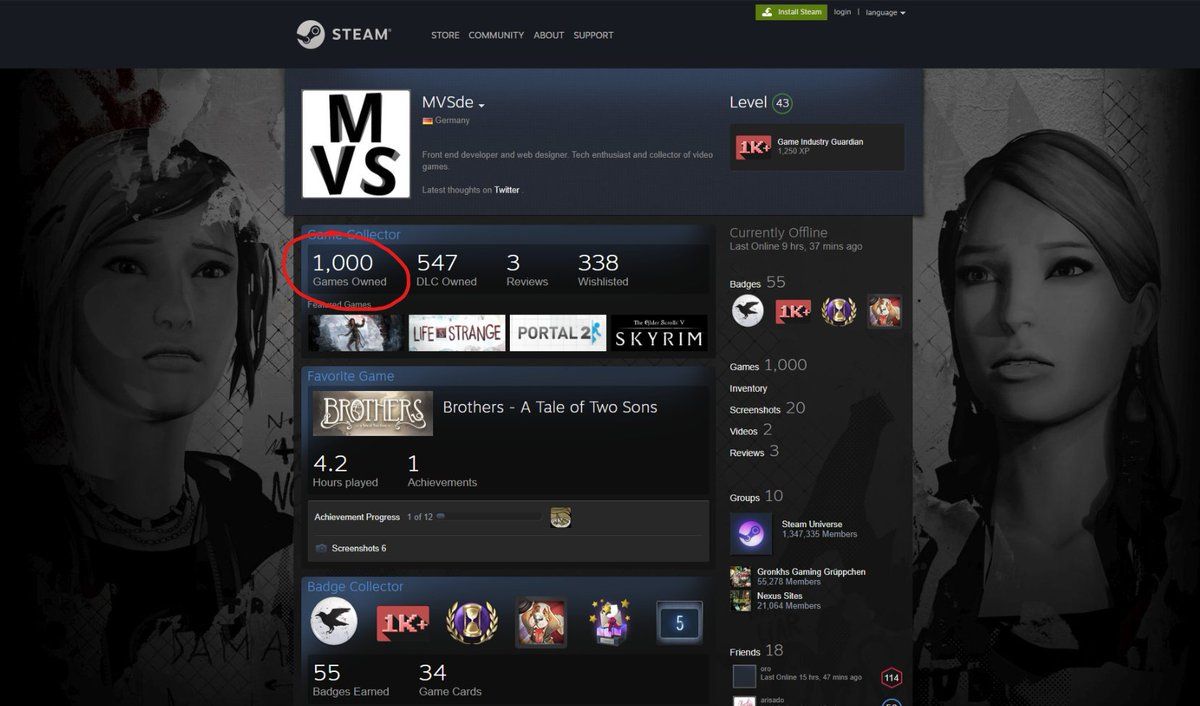 Install Steam
login | language
STEAM®
STORE COMMUNITY ABOUT SUPPORT
M
VS
MVSde
Germany
Front end developer and web designer. Tech enthusiast and collector of video
games.
Latest thoughts on Twitter .
Level 43
1K+
Game Industry Guardian
1,250 XP
Game Collector
1,000
Games Owned
547
DLC Owned
3
Reviews
338
Wishlisted
Featured Games
LIFE IS STRANGE
PORTAL 2
The Elder Scrolls V
SKYRIM
Favorite Game
BROTHERS
Brothers - A Tale of Two Sons
4.2
Hours played
1
Achievements
Achievement Progress 1 of 12
Screenshots 6
Badge Collector
1K+
5
55
Badges Earned
34
Game Cards
Currently Offline
Last Online 9 hrs, 37 mins ago
Badges 55
1K+
Games 1,000
Inventory
Screenshots 20
Videos 2
Reviews 3
Groups 10
Steam Universe
1,347,335 Members
Gronkhs Gaming Grüppchen
55,278 Members
Nexus Sites
21,064 Members
Friends 18
oro
Last Online 15 hrs, 47 mins ago
114
arisado